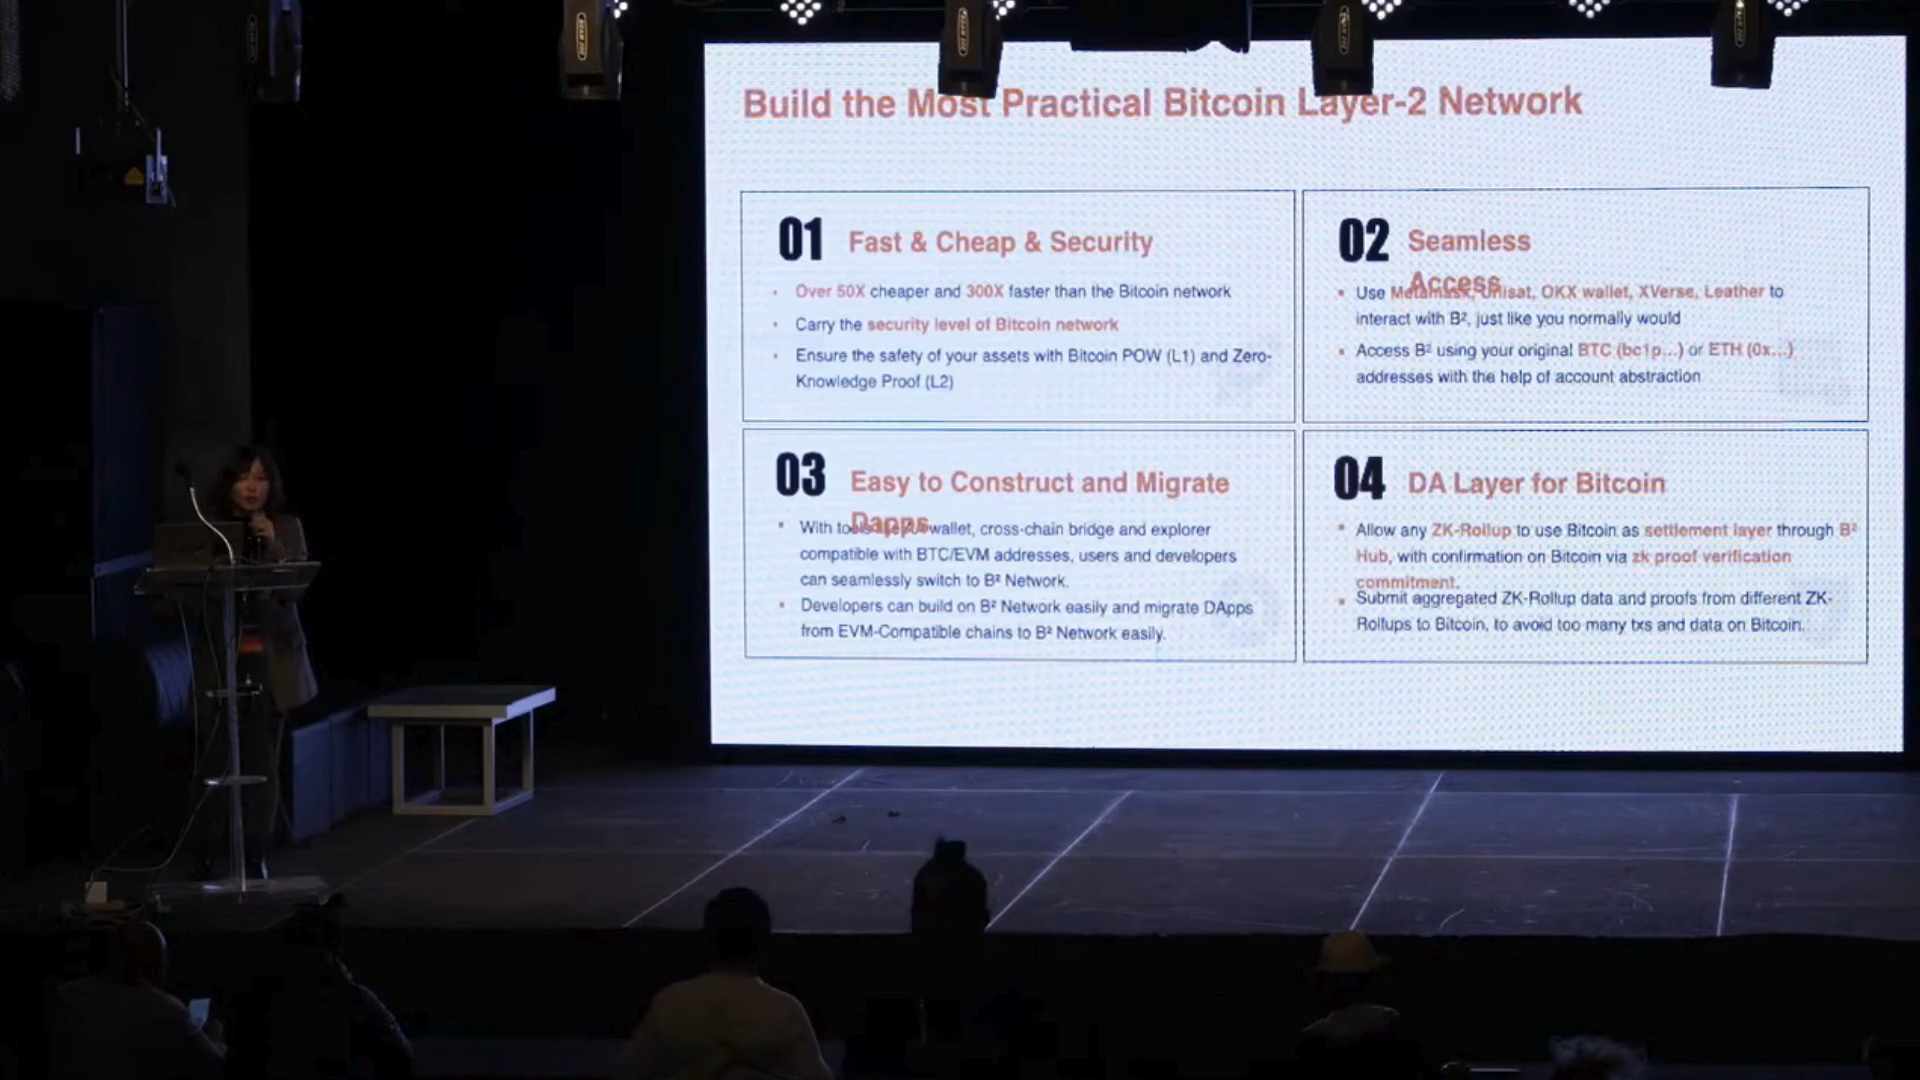 Build the Most Practical Bitcoin Layer-2 Network
01 Fast & Cheap & Security
Over 50X cheaper and 300X faster than the Bitcoin network
Carry the security level of Bitcoin network
Ensure the safety of your assets with Bitcoin POW (L1) and Zero-
Knowledge Proof (L2)
02 Seamless
Access
Use Metamask, Unisat, OKX wallet, XVerse, Leather to
interact with B², just like you normally would
Access B² using your original BTC (bc1p...) or ETH (0x...)
addresses with the help of account abstraction
03 Easy to Construct and Migrate
Dapps
With tools wallet, cross-chain bridge and explorer
compatible with BTC/EVM addresses, users and developers
can seamlessly switch to B² Network.
Developers can build on B² Network easily and migrate DApps
from EVM-Compatible chains to B² Network easily.
04 DA Layer for Bitcoin
Allow any ZK-Rollup to use Bitcoin as settlement layer through B²
Hub, with confirmation on Bitcoin via zk proof verification
commitment.
Submit aggregated ZK-Rollup data and proofs from different ZK-
Rollups to Bitcoin, to avoid too many txs and data on Bitcoin.